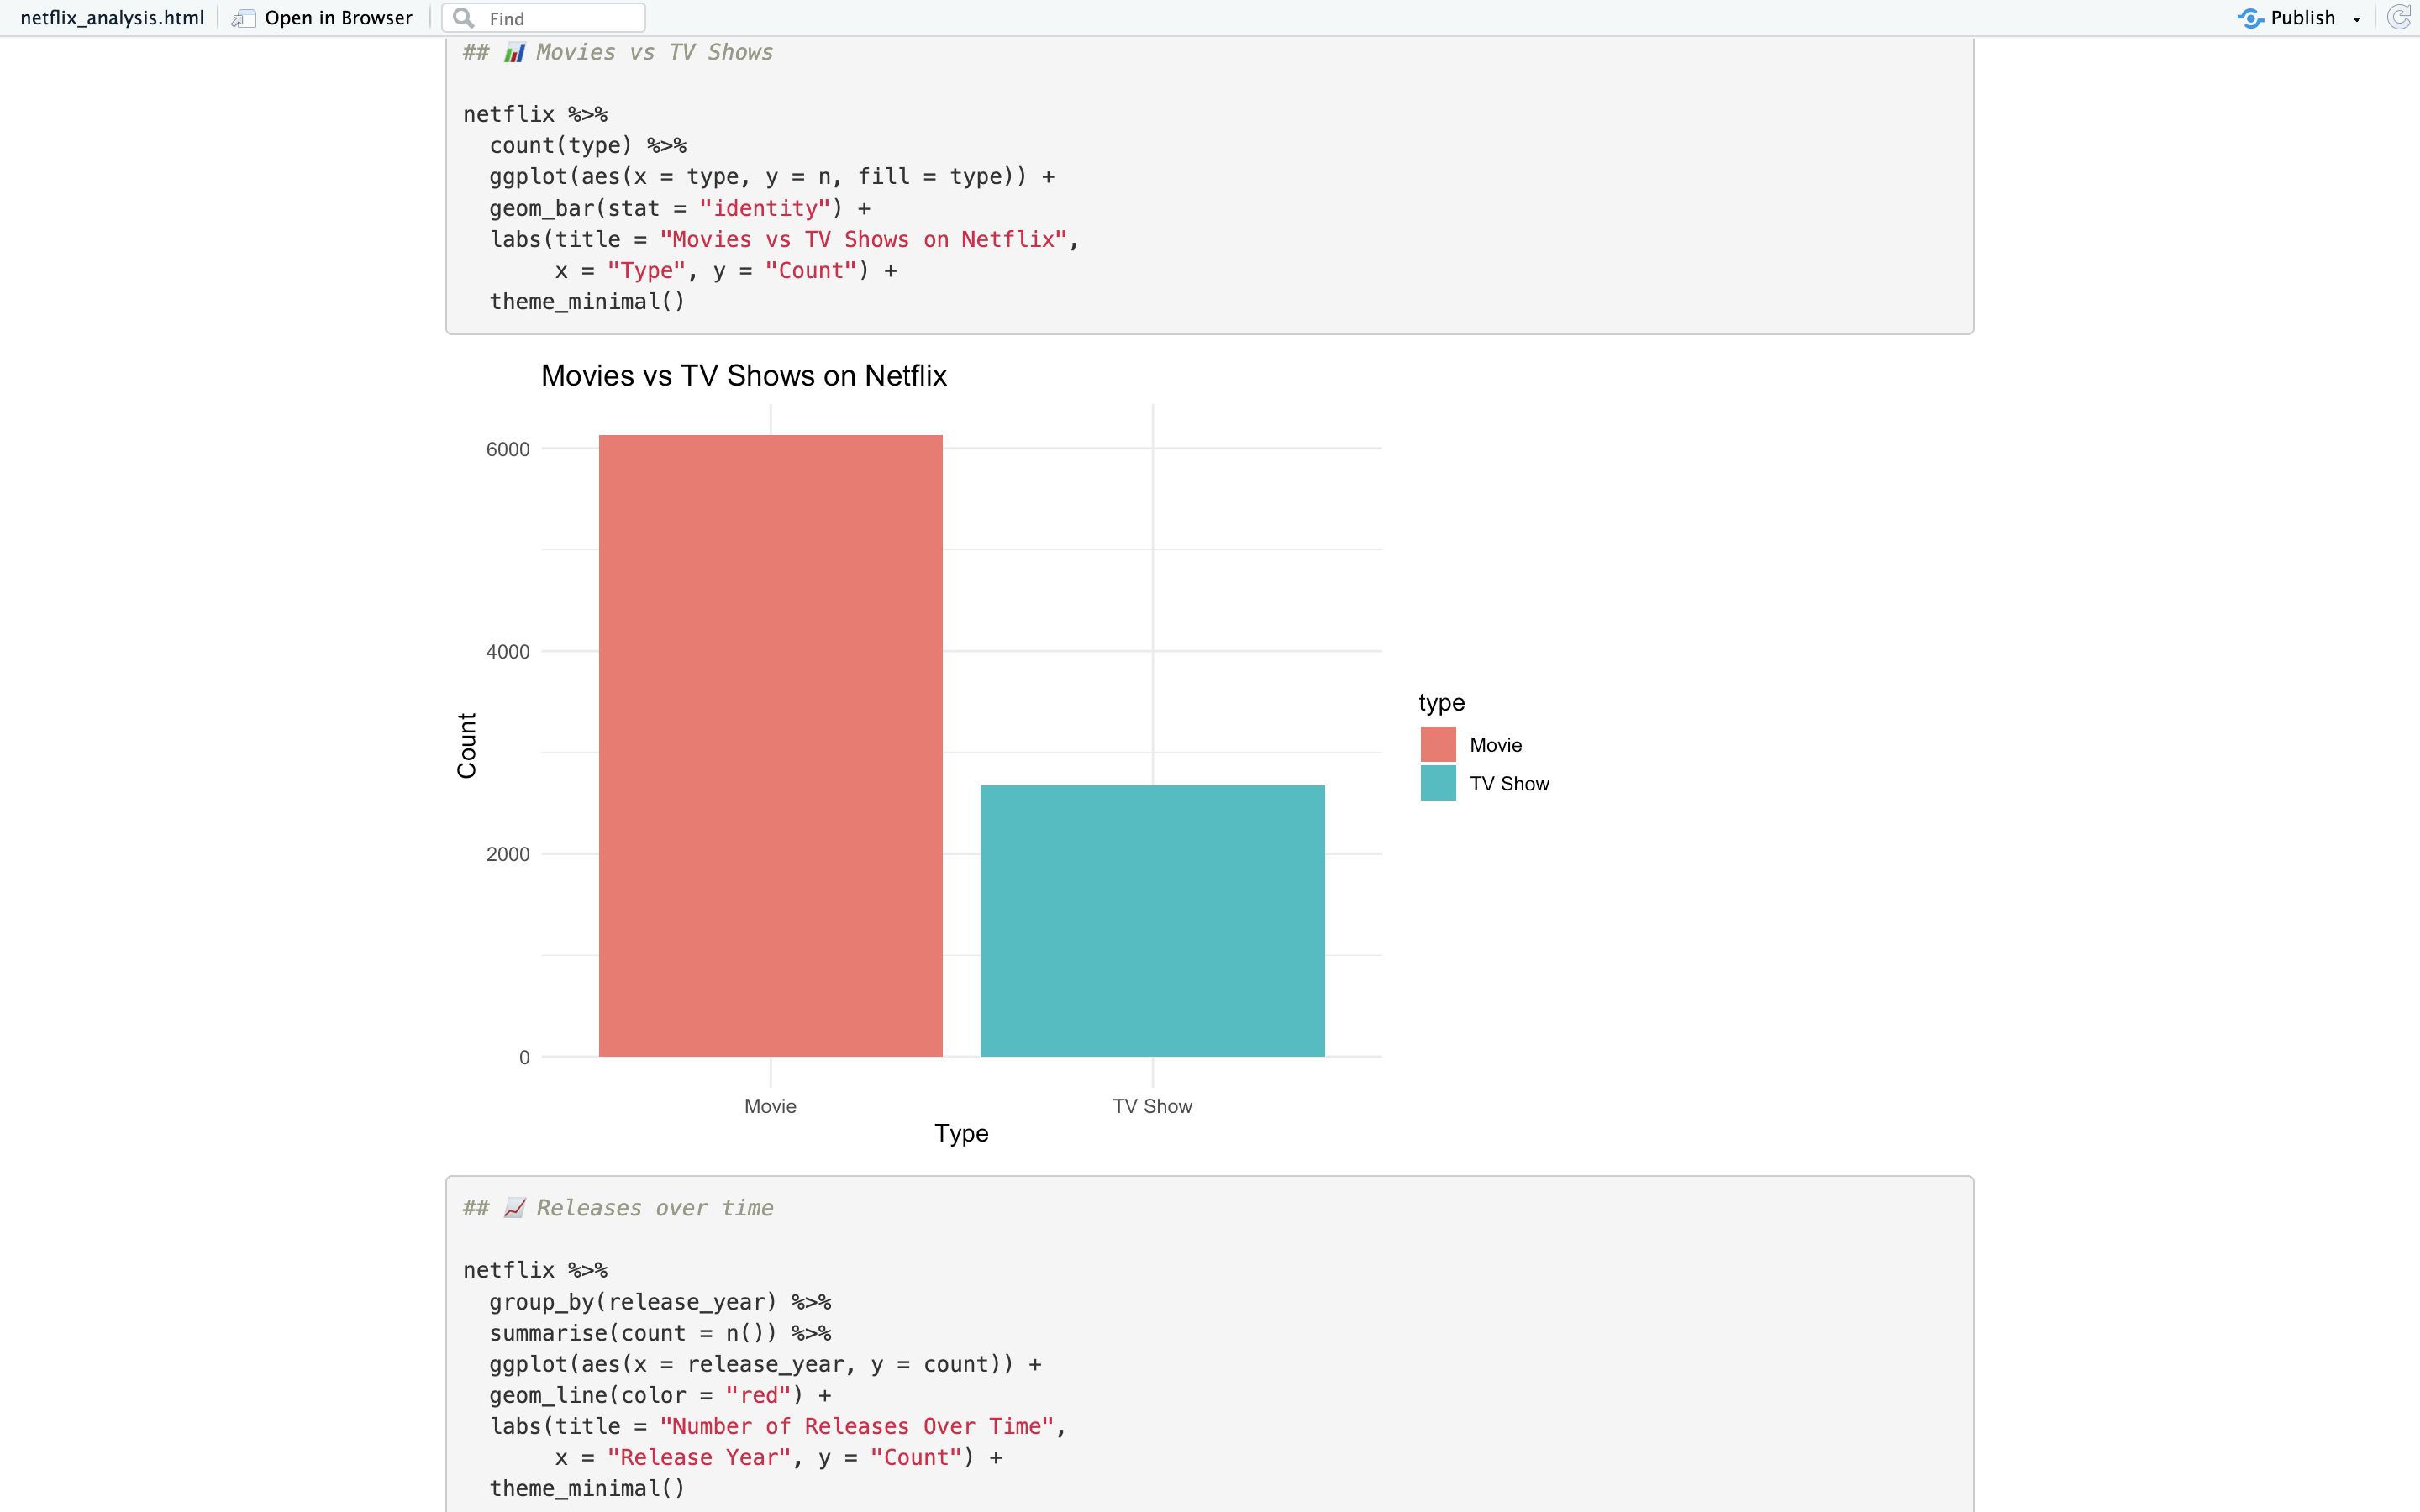 netflix_analysis.html Open in Browser Find Publish
## 📊 Movies vs TV Shows
netflix %>%
  count(type) %>%
  ggplot(aes(x = type, y = n, fill = type)) +
  geom_bar(stat = "identity") +
  labs(title = "Movies vs TV Shows on Netflix",
       x = "Type", y = "Count") +
  theme_minimal()
Movies vs TV Shows on Netflix
6000
4000
2000
0
Count
Movie TV Show
Type
type
Movie
TV Show
## 📈 Releases over time
netflix %>%
  group_by(release_year) %>%
  summarise(count = n()) %>%
  ggplot(aes(x = release_year, y = count)) +
  geom_line(color = "red") +
  labs(title = "Number of Releases Over Time",
       x = "Release Year", y = "Count") +
  theme_minimal()